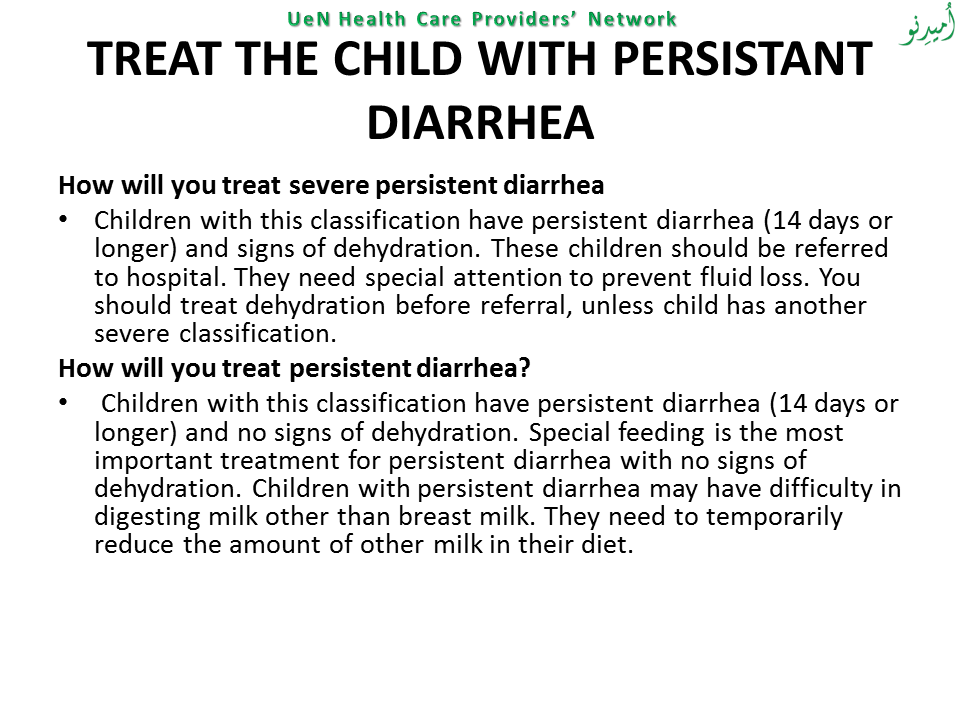 UeN Health Care Providers’ Network
اُمیدِنو
TREAT THE CHILD WITH PERSISTANT
DIARRHEA
How will you treat severe persistent diarrhea
• Children with this classification have persistent diarrhea (14 days or
longer) and signs of dehydration. These children should be referred
to hospital. They need special attention to prevent fluid loss. You
should treat dehydration before referral, unless child has another
severe classification.
How will you treat persistent diarrhea?
• Children with this classification have persistent diarrhea (14 days or
longer) and no signs of dehydration. Special feeding is the most
important treatment for persistent diarrhea with no signs of
dehydration. Children with persistent diarrhea may have difficulty in
digesting milk other than breast milk. They need to temporarily
reduce the amount of other milk in their diet.